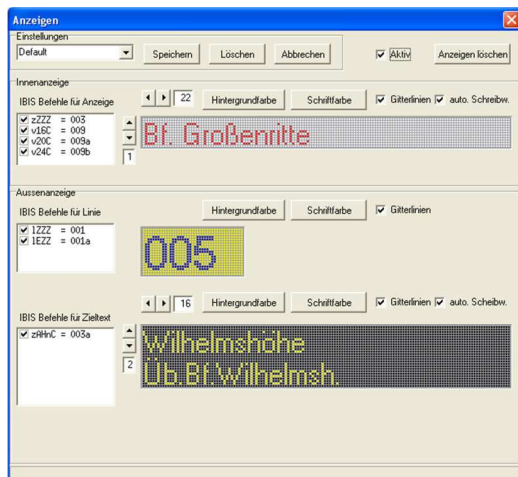 Anzeigen
Einstellungen
Default Speichern Löschen Abbrechen Aktiv Anzeigen löschen
Innenanzeige
IBIS Befehle für Anzeige 22 Hintergrundfarbe Schriftfarbe Gitterlinien auto. Schreibw.
zZZZ = 003
v16C = 009
v20C = 009a
v24C = 009b
1
Bf. Großenritte
Aussenanzeige
IBIS Befehle für Linie Hintergrundfarbe Schriftfarbe Gitterlinien
lZZZ = 001
lEZZ = 001a
005
IBIS Befehle für Zieltext 16 Hintergrundfarbe Schriftfarbe Gitterlinien auto. Scheibw.
zAHnC = 003a
2
Wilhelmshöhe
Üb.Bf.Wilhelmsh.